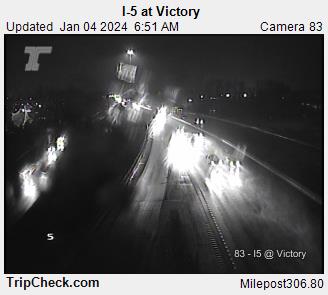 I-5 at Victory
Updated Jan 04 2024 6:51 AM Camera 83
T
S
83 - I5 @ Victory
TripCheck.com Milepost306.80